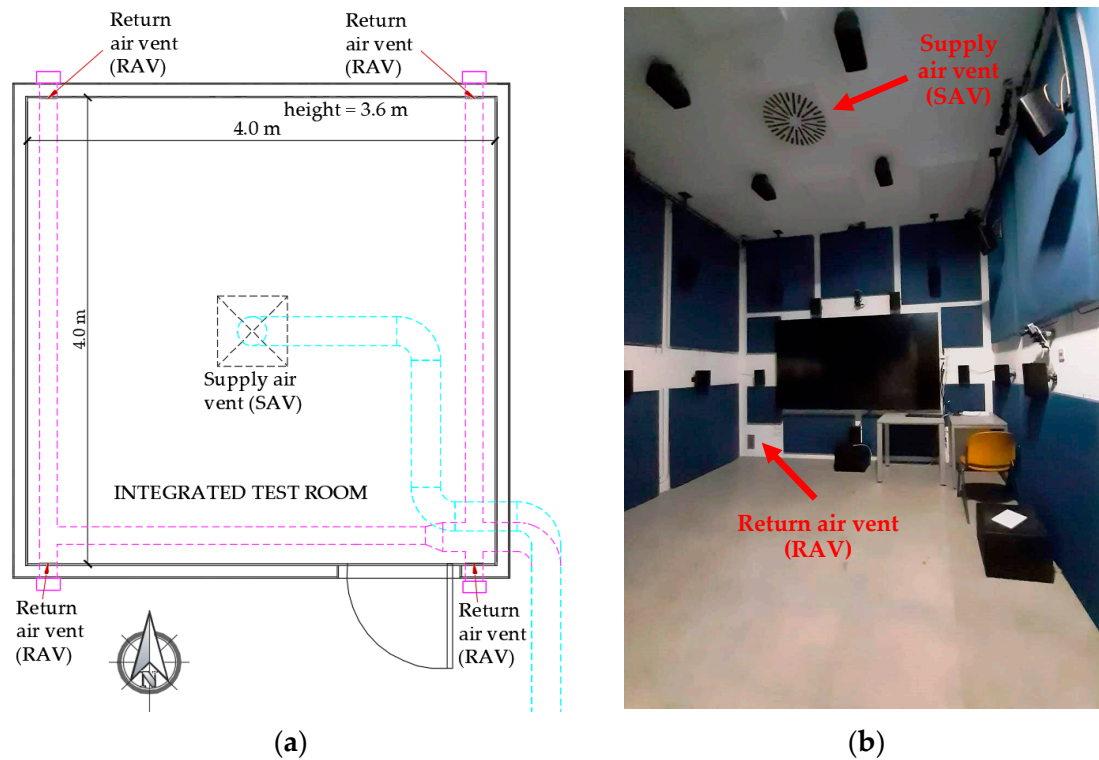 Return
air vent
(RAV)
Return
air vent
(RAV)
height = 3.6 m
4.0 m
4.0 m
Supply air
vent (SAV)
INTEGRATED TEST ROOM
Return
air vent
(RAV)
Return
air vent
(RAV)
N
(a)
Supply
air vent
(SAV)
Return air vent
(RAV)
(b)